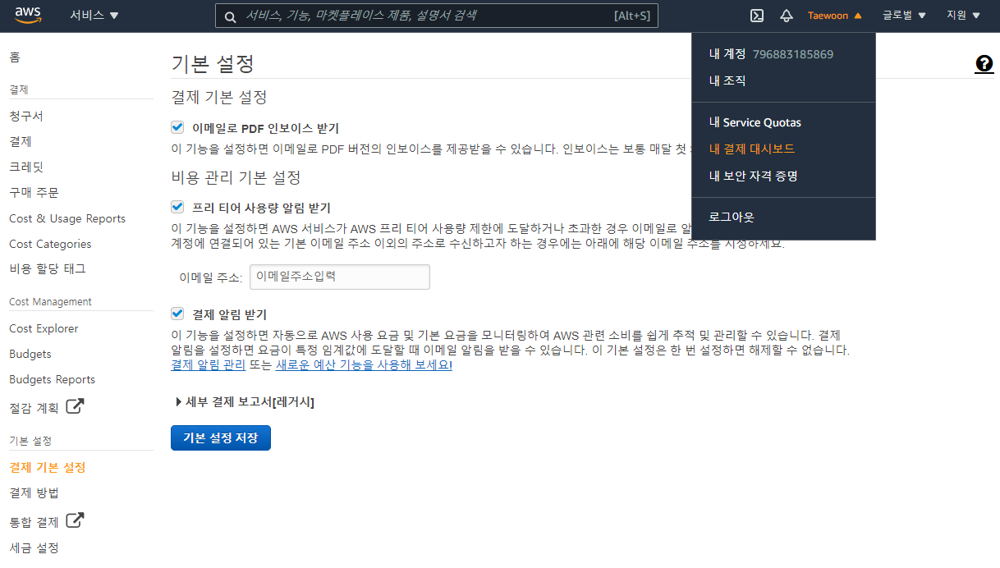 aws
서비스
서비스, 기능, 마켓플레이스 제품, 설명서 검색 [Alt+S]
Taewoon
글로벌
지원
내 계정 796883185869
내 조직
내 Service Quotas
내 결제 대시보드
내 보안 자격 증명
로그아웃
홈
결제
청구서
결제
크레딧
구매 주문
Cost & Usage Reports
Cost Categories
비용 할당 태그
Cost Management
Cost Explorer
Budgets
Budgets Reports
절감 계획
기본 설정
결제 기본 설정
결제 방법
통합 결제
세금 설정
기본 설정
?
결제 기본 설정
이메일로 PDF 인보이스 받기
이 기능을 설정하면 이메일로 PDF 버전의 인보이스를 제공받을 수 있습니다. 인보이스는 보통 매달 첫
비용 관리 기본 설정
프리 티어 사용량 알림 받기
이 기능을 설정하면 AWS 서비스가 AWS 프리 티어 사용량 제한에 도달하거나 초과한 경우 이메일로
계정에 연결되어 있는 기본 이메일 주소 이외의 주소로 수신하고자 하는 경우에는 아래에 해당 이메일 주소를 지정하세요.
이메일 주소: 이메일주소입력
결제 알림 받기
이 기능을 설정하면 자동으로 AWS 사용 요금 및 기본 요금을 모니터링하여 AWS 관련 소비를 쉽게 추적 및 관리할 수 있습니다. 결제
알림을 설정하면 요금이 특정 임계값에 도달할 때 이메일 알림을 받을 수 있습니다. 이 기본 설정은 한 번 설정하면 해제할 수 없습니다.
결제 알림 관리 또는 새로운 예산 기능을 사용해 보세요!
세부 결제 보고서[레거시]
기본 설정 저장